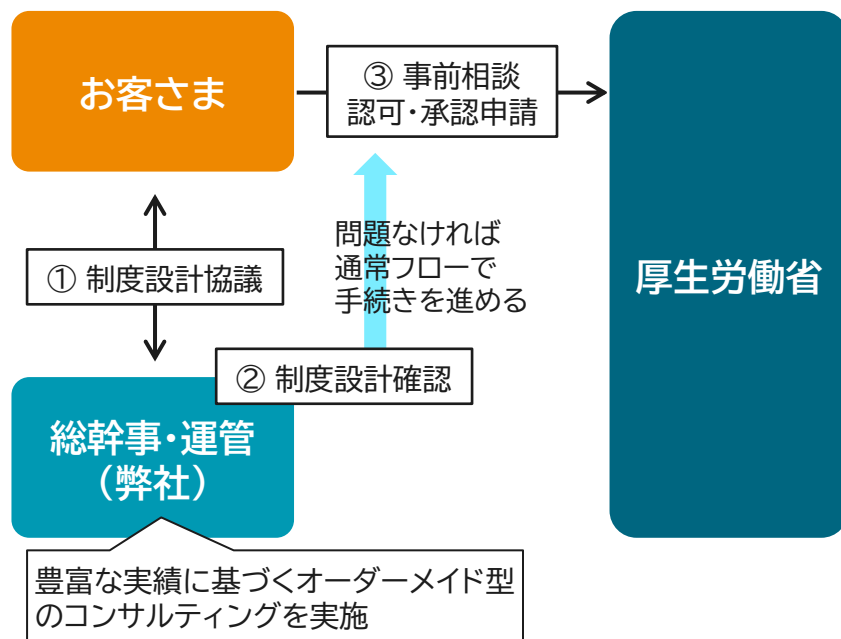 お客さま
③ 事前相談
認可・承認申請
厚生労働省
① 制度設計協議
問題なければ
通常フローで
手続きを進める
② 制度設計確認
総幹事・運管
（弊社）
豊富な実績に基づくオーダーメイド型
のコンサルティングを実施